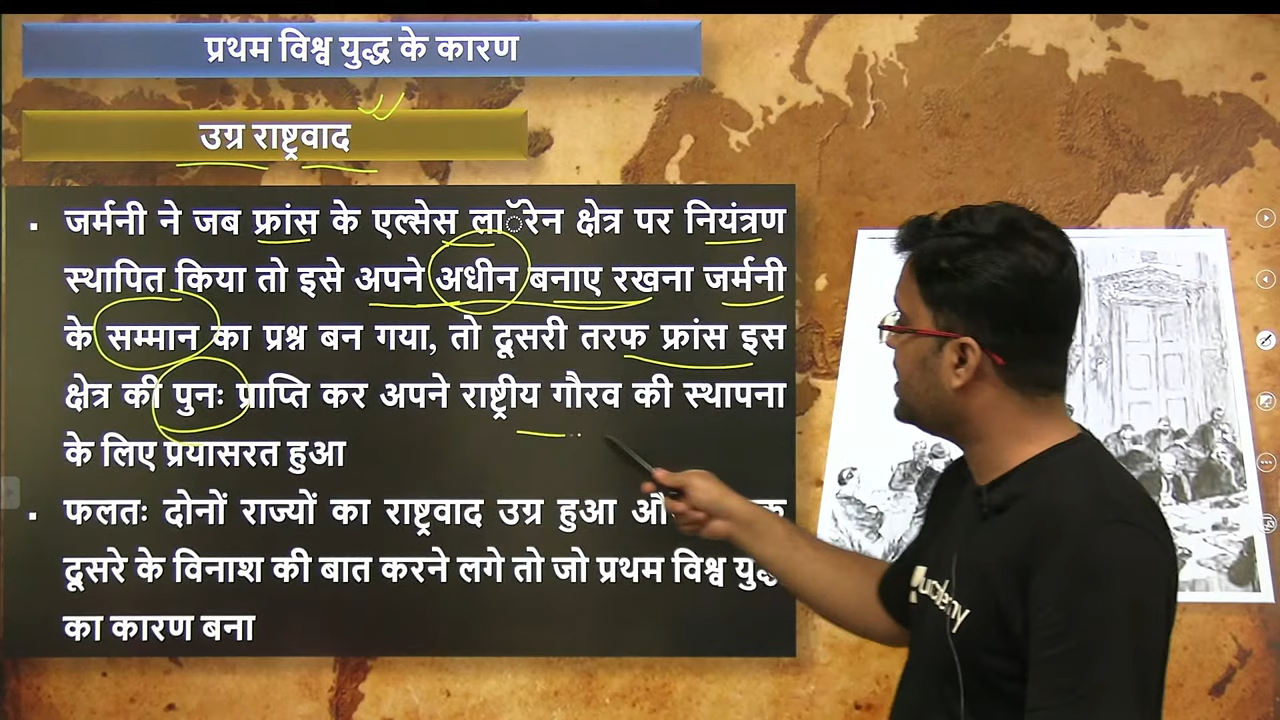 प्रथम विश्व युद्ध के कारण
उग्र राष्ट्रवाद
▪ जर्मनी ने जब फ्रांस के एल्सेस लाॅरेन क्षेत्र पर नियंत्रण
स्थापित किया तो इसे अपने अधीन बनाए रखना जर्मनी
के सम्मान का प्रश्न बन गया, तो दूसरी तरफ फ्रांस इस
क्षेत्र की पुनः प्राप्ति कर अपने राष्ट्रीय गौरव की स्थापना
के लिए प्रयासरत हुआ
▪ फलतः दोनों राज्यों का राष्ट्रवाद उग्र हुआ
दूसरे के विनाश की बात करने लगे तो जो प्रथम विश्व युद्ध
का कारण बना